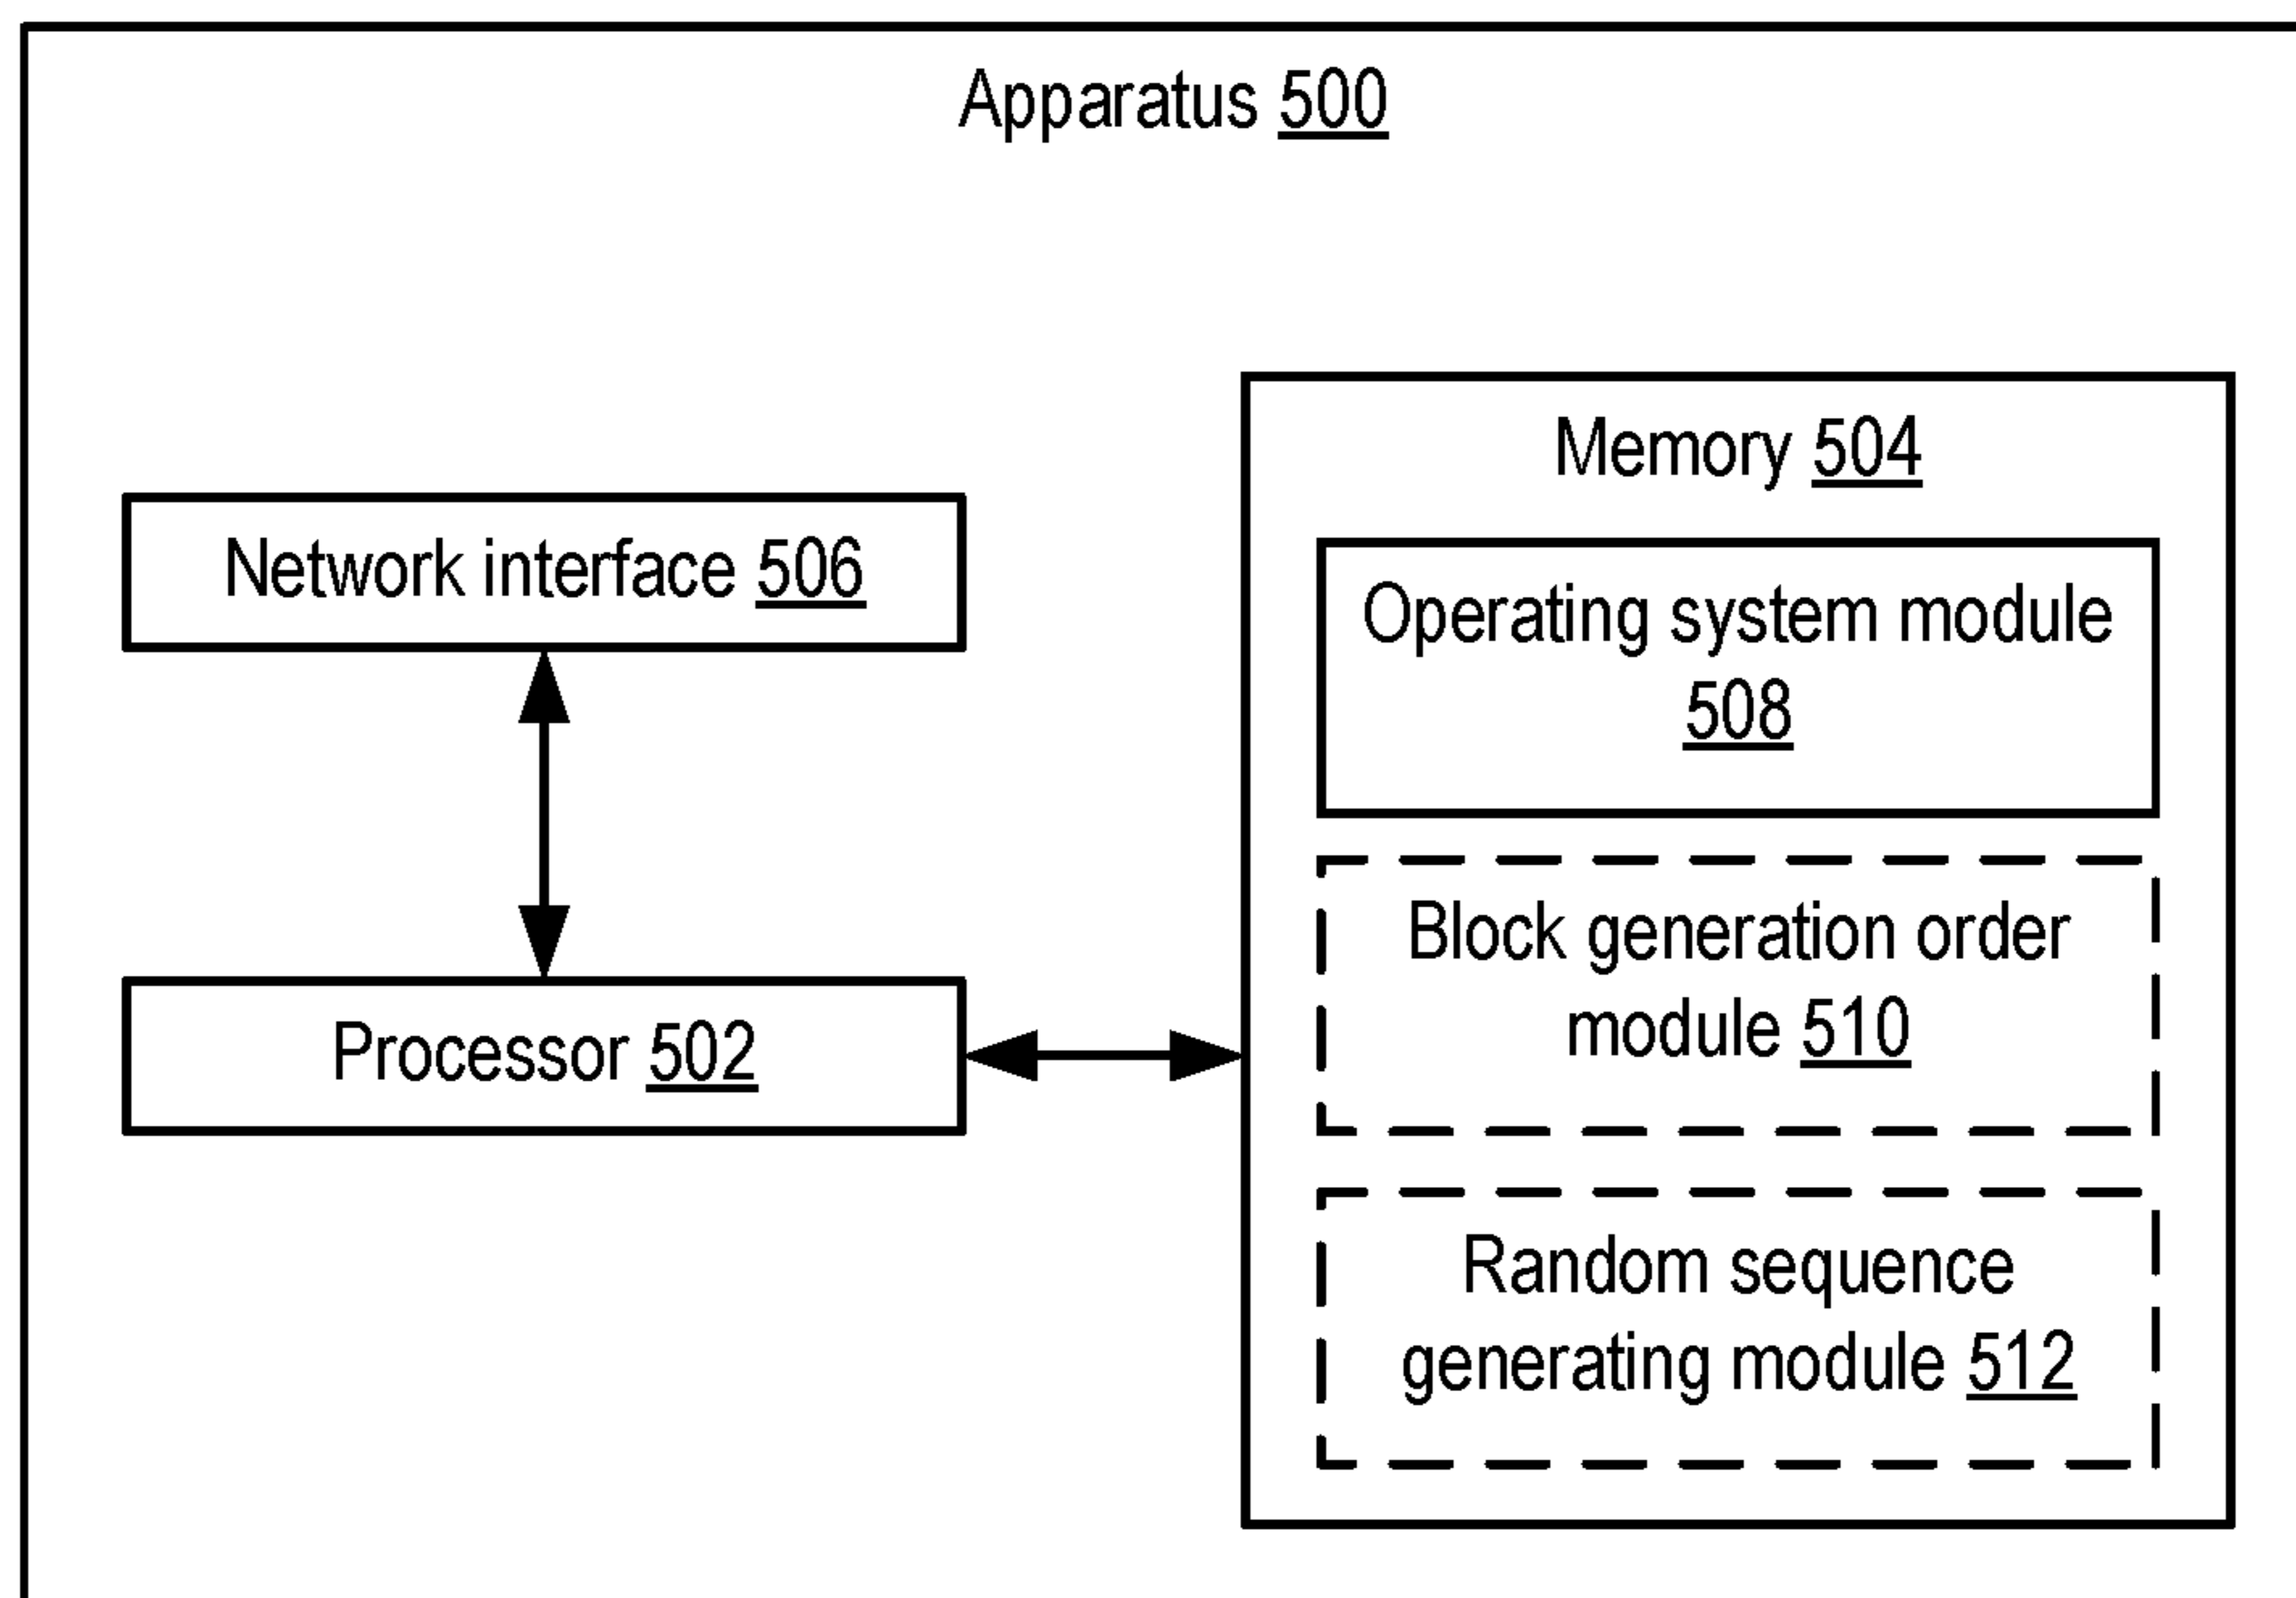 Apparatus 500
Network interface 506
Processor 502
Memory 504
Operating system module
508
Block generation order
module 510
Random sequence
generating module 512